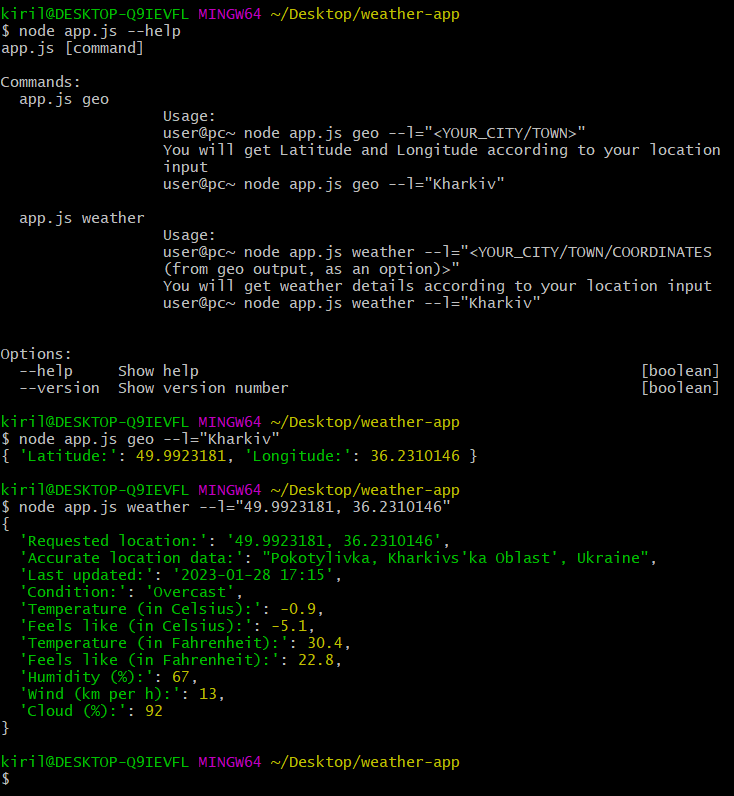 kiril@DESKTOP-Q9IEVFL MINGW64 ~/Desktop/weather-app
$ node app.js --help
app.js [command]
Commands:
app.js geo
Usage:
user@pc~ node app.js geo --l="<YOUR_CITY/TOWN>"
You will get Latitude and Longitude according to your location
input
user@pc~ node app.js geo --l="Kharkiv"
app.js weather
Usage:
user@pc~ node app.js weather --l="<YOUR_CITY/TOWN/COORDINATES
(from geo output, as an option)>"
You will get weather details according to your location input
user@pc~ node app.js weather --l="Kharkiv"
Options:
--help     Show help                                                 [boolean]
--version  Show version number                                       [boolean]
kiril@DESKTOP-Q9IEVFL MINGW64 ~/Desktop/weather-app
$ node app.js geo --l="Kharkiv"
{ 'Latitude:': 49.9923181, 'Longitude:': 36.2310146 }
kiril@DESKTOP-Q9IEVFL MINGW64 ~/Desktop/weather-app
$ node app.js weather --l="49.9923181, 36.2310146"
{
'Requested location:': '49.9923181, 36.2310146',
'Accurate location data:': "Pokotylivka, Kharkivs'ka Oblast', Ukraine",
'Last updated:': '2023-01-28 17:15',
'Condition:': 'Overcast',
'Temperature (in Celsius):': -0.9,
'Feels like (in Celsius):': -5.1,
'Temperature (in Fahrenheit):': 30.4,
'Feels like (in Fahrenheit):': 22.8,
'Humidity (%):': 67,
'Wind (km per h):': 13,
'Cloud (%):': 92
}
kiril@DESKTOP-Q9IEVFL MINGW64 ~/Desktop/weather-app
$